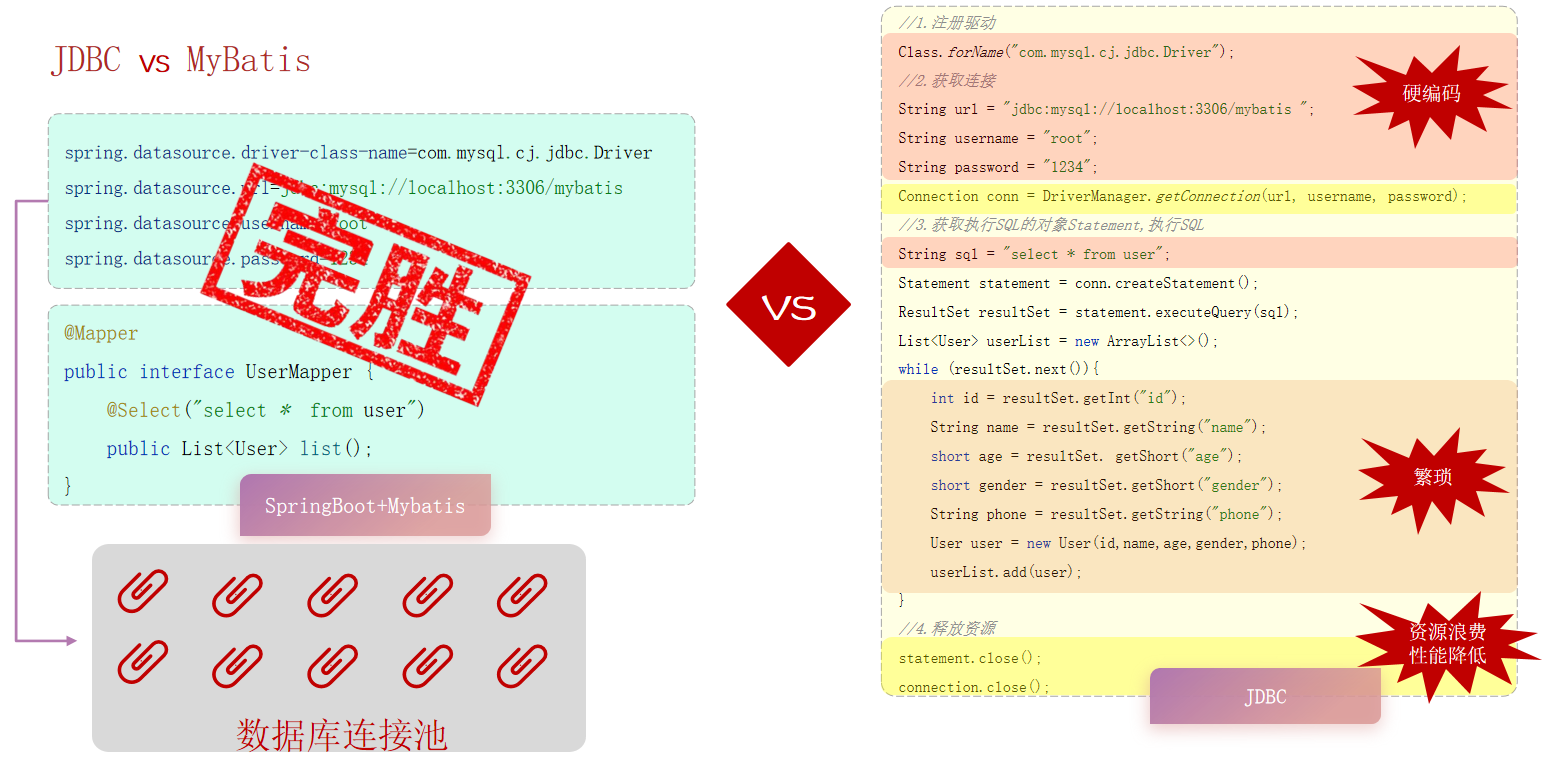 JDBC vs MyBatis
spring.datasource.driver-class-name=com.mysql.cj.jdbc.Driver
spring.datasource.url=jdbc:mysql://localhost:3306/mybatis
spring.datasource.username=root
spring.datasource.password=1234
完胜
@Mapper
public interface UserMapper {
@Select("select * from user")
public List<User> list();
}
SpringBoot+Mybatis
数据库连接池
VS
//1.注册驱动
Class.forName("com.mysql.cj.jdbc.Driver");
//2.获取连接
String url = "jdbc:mysql://localhost:3306/mybatis ";
String username = "root";
String password = "1234";
硬编码
Connection conn = DriverManager.getConnection(url, username, password);
//3.获取执行SQL的对象Statement,执行SQL
String sql = "select * from user";
Statement statement = conn.createStatement();
ResultSet resultSet = statement.executeQuery(sql);
List<User> userList = new ArrayList<>();
while (resultSet.next()){
int id = resultSet.getInt("id");
String name = resultSet.getString("name");
short age = resultSet. getShort("age");
short gender = resultSet.getShort("gender");
String phone = resultSet.getString("phone");
User user = new User(id,name,age,gender,phone);
userList.add(user);
繁琐
}
//4.释放资源
statement.close();
connection.close();
资源浪费
性能降低
JDBC